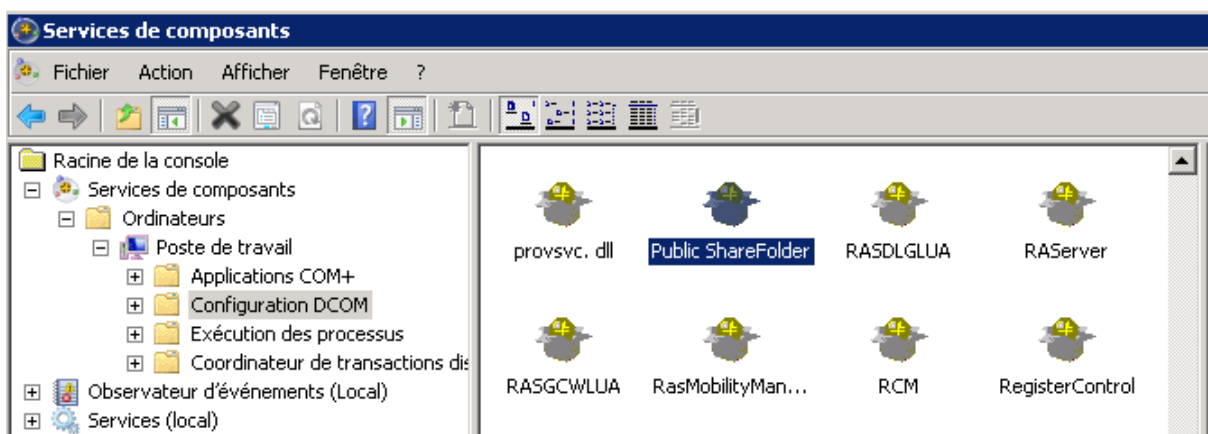 Services de composants
Fichier Action Afficher Fenêtre ?
Racine de la console
Services de composants
Ordinateurs
Poste de travail
Applications COM+
Configuration DCOM
Exécution des processus
Coordinateur de transactions dis
Observateur d'événements (Local)
Services (local)
provsvc. dll Public ShareFolder RASDLGLUA RAServer
RASGCWLUA RasMobilityMan... RCM RegisterControl